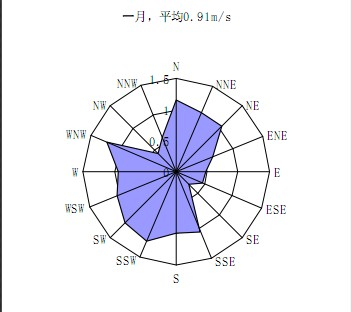 一月，平均0.91m/s
N
NNW
NNE
1.5
NW
NE
1
WNW
ENE
0.5
W
0
E
WSW
ESE
SW
SE
SSW
SSE
S